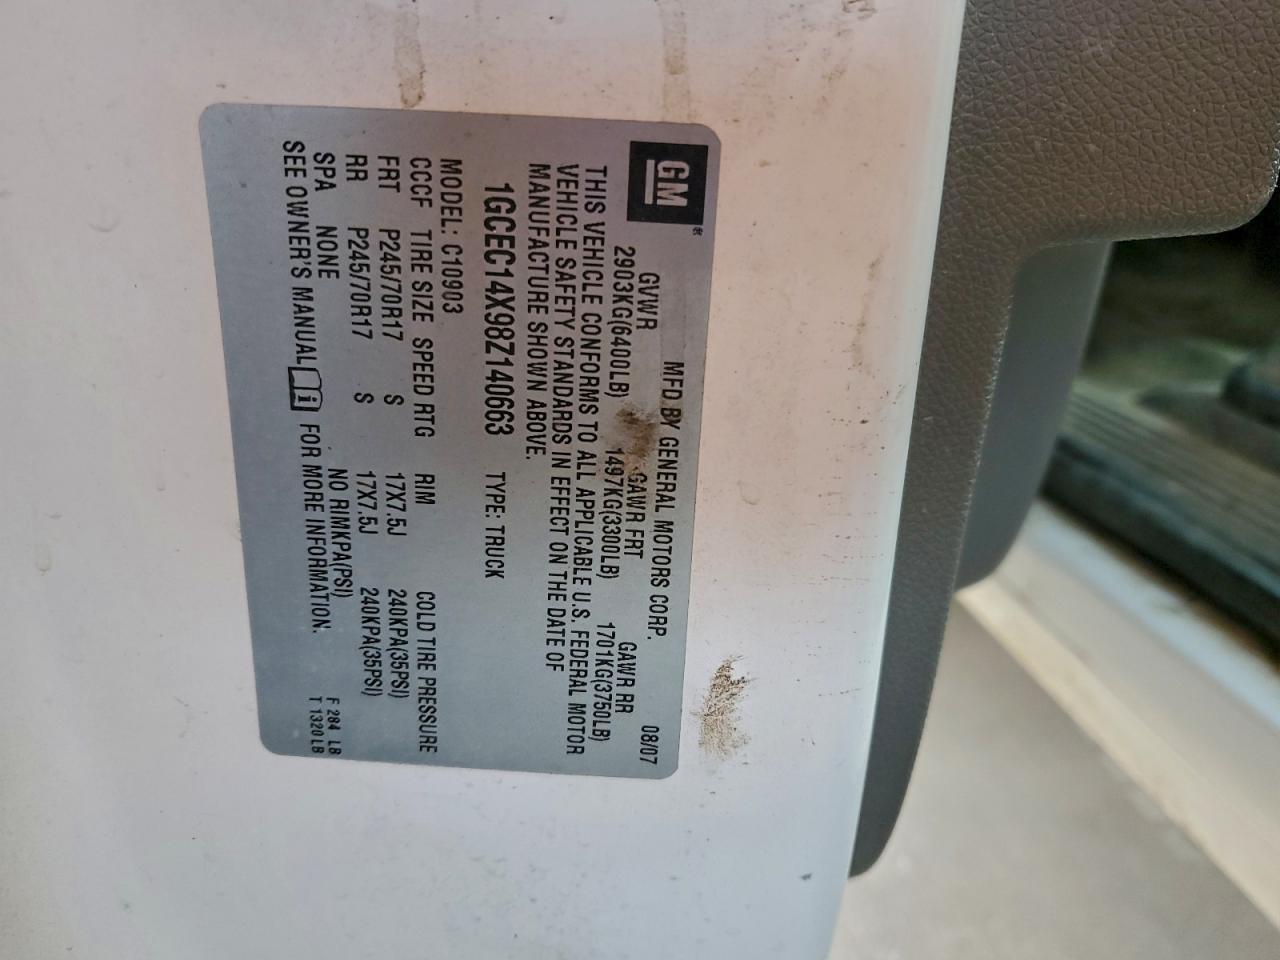 GM
MFD BY GENERAL MOTORS CORP. 08/07
GVWR GAWR FRT GAWR RR
2903KG(6400LB) 1497KG(3300LB) 1701KG(3750LB)
THIS VEHICLE CONFORMS TO ALL APPLICABLE U.S. FEDERAL MOTOR
VEHICLE SAFETY STANDARDS IN EFFECT ON THE DATE OF
MANUFACTURE SHOWN ABOVE.
1GCEC14X98Z140663 TYPE: TRUCK
MODEL: C10903
CCCF TIRE SIZE SPEED RTG RIM COLD TIRE PRESSURE
FRT P245/70R17 S 17X7.5J 240KPA(35PSI)
RR P245/70R17 S 17X7.5J 240KPA(35PSI)
SPA NONE NO RIMKPA(PSI) F 284 LB
SEE OWNER'S MANUAL i FOR MORE INFORMATION. T 1320 LB